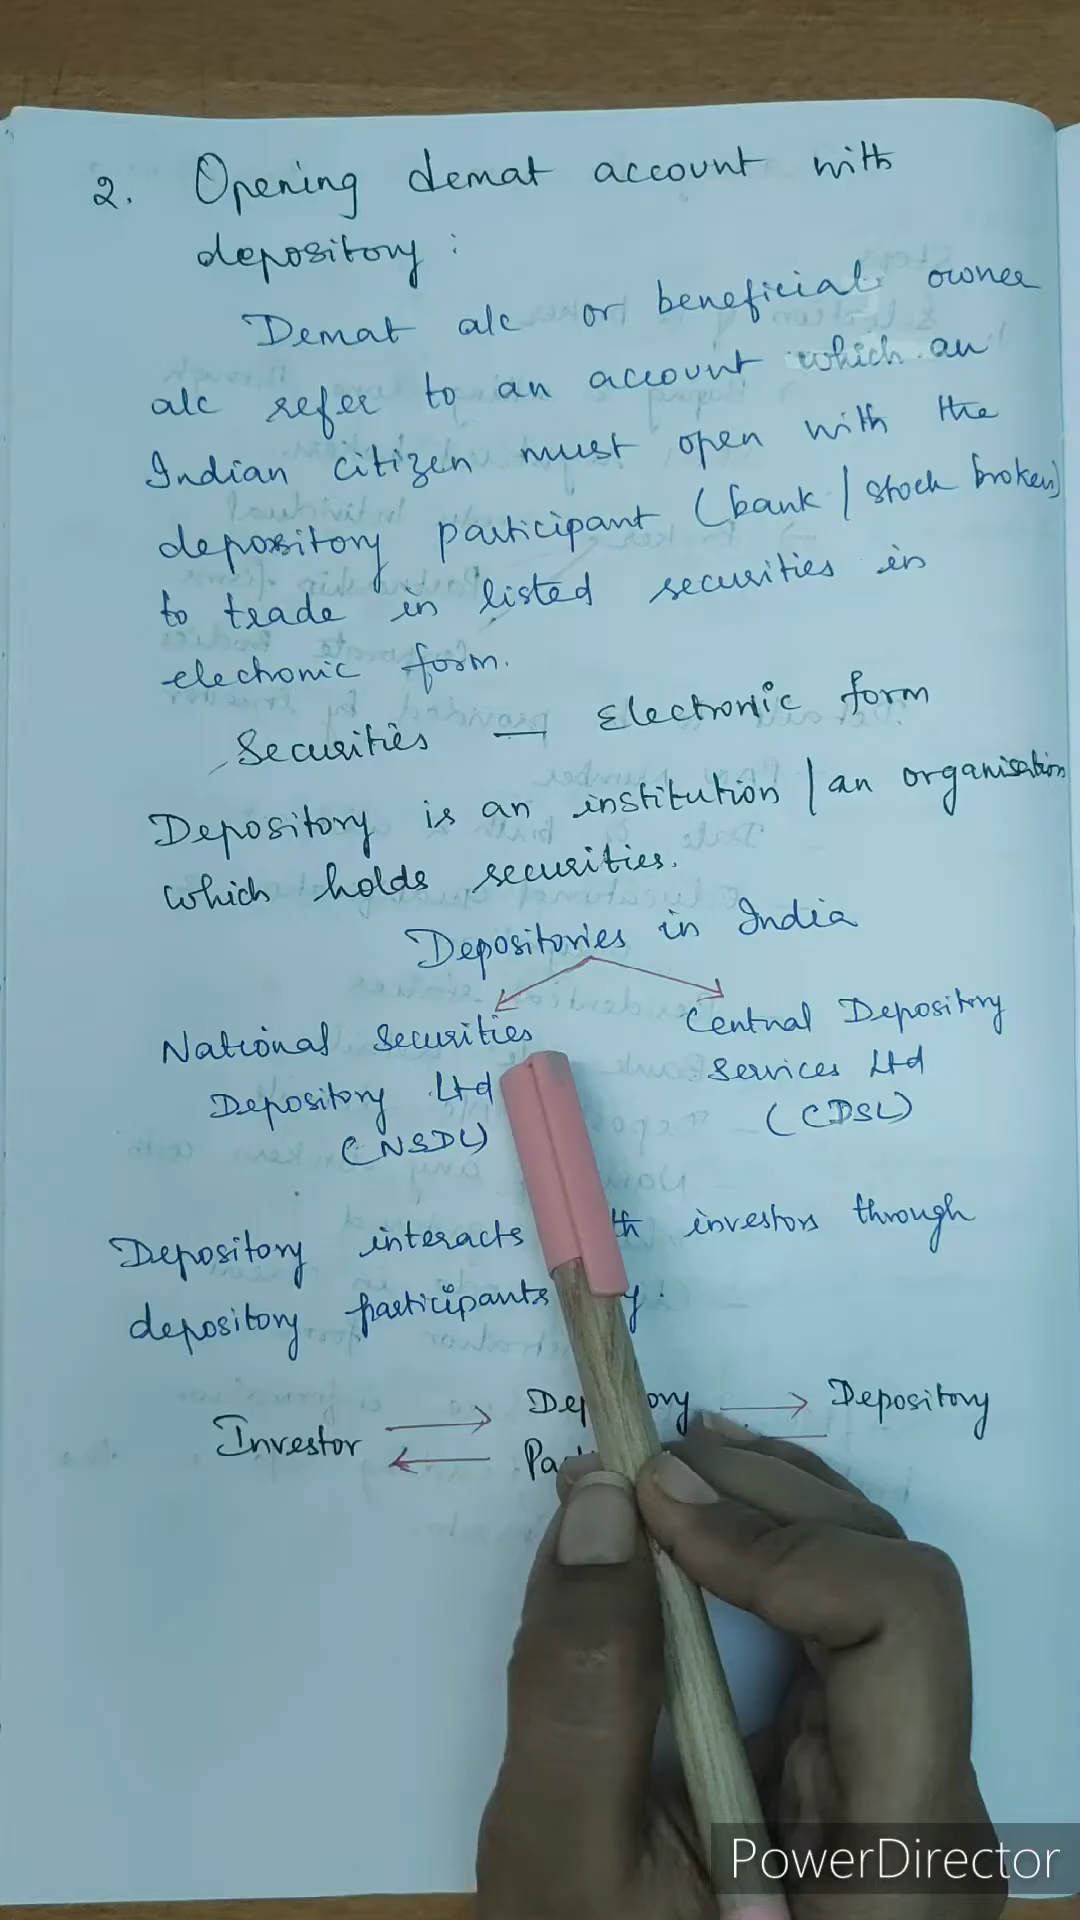 2. Opening demat account with
depository :
Demat a/c or beneficial owner
a/c refer to an account which an
Indian citizen must open with the
depository participant (bank / stock broker)
to trade in listed securities in
electronic form.
Securities — Electronic form
Depository is an institution / an organisation
which holds securities.
Depositories in India
National Securities
Depository Ltd
(NSDL)
Central Depository
Services Ltd
(CDSL)
Depository interacts investors through
depository participants
Investor Depository
PowerDirector